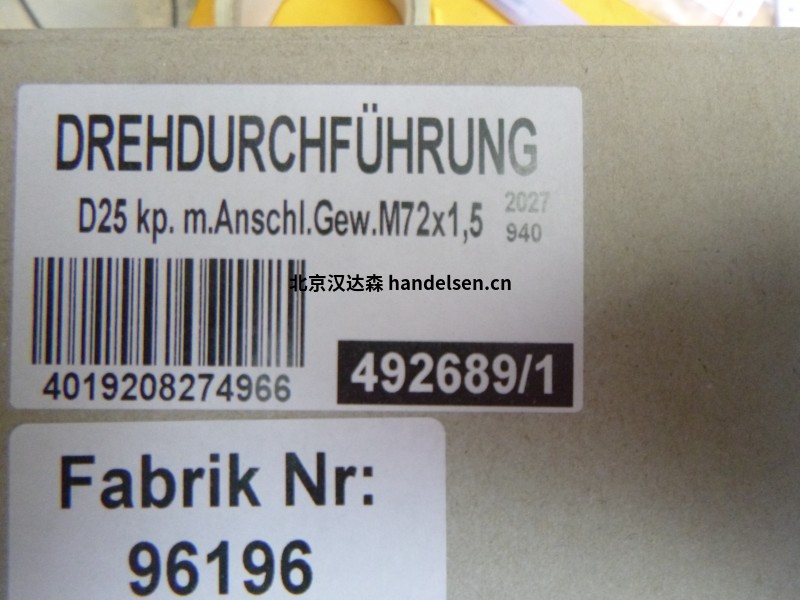 DREHDURCHFÜHRUNG
D25 kp. m.Anschl.Gew.M72x1,5
2027
940
北京汉达森 handelsen.cn
4019208274966
492689/1
Fabrik Nr:
96196